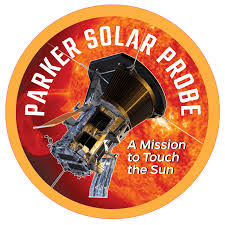 PARKER SOLAR PROBE
A Mission
to Touch
the Sun